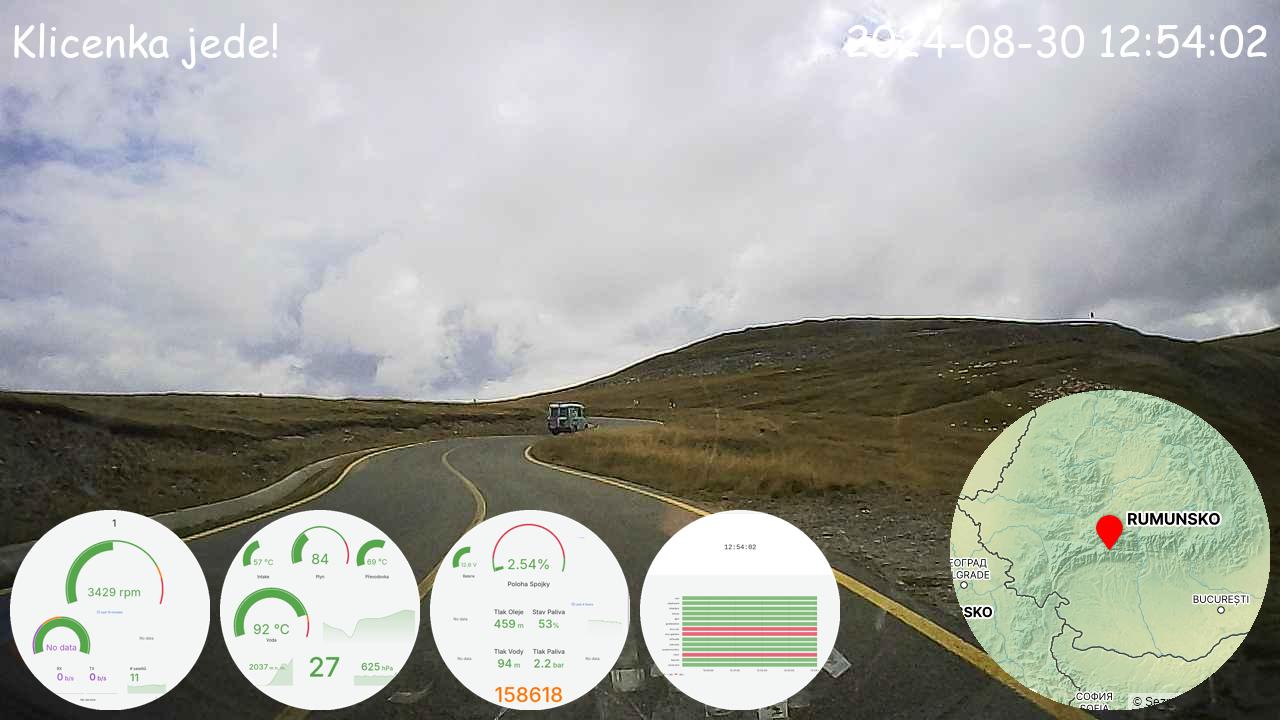 Klicenka jede!
2024-08-30 12:54:02
1
3429 rpm
No data
No data
RX
TX
# satelitů
0 b/s
0 b/s
11
57 °C
84
69 °C
Intake
Plyn
Převodovka
92 °C
Voda
2037 m n. m.
27
625 hPa
12.6 V
Baterie
2.54%
Poloha Spojky
Tlak Oleje
Stav Paliva
No data
459 m
53%
Tlak Vody
Tlak Paliva
No data
94 m
2.2 bar
No data
158618
12:54:02
RUMUNSKO
ЕОГРАД
LGRADE
SKO
BUCUREȘTI
СОФИЯ
SOFIA
© Sez